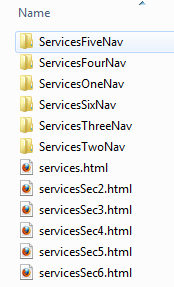 Name
ServicesFiveNav
ServicesFourNav
ServicesOneNav
ServicesSixNav
ServicesThreeNav
ServicesTwoNav
services.html
servicesSec2.html
servicesSec3.html
servicesSec4.html
servicesSec5.html
servicesSec6.html